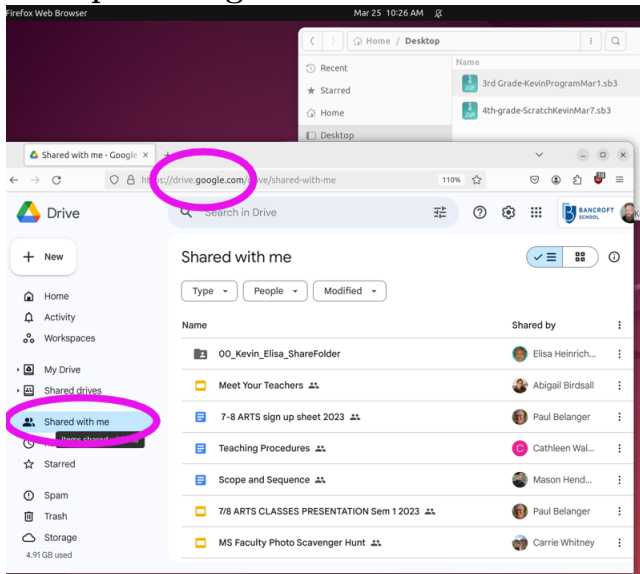 Firefox Web Browser
Mar 25 10:26 AM
Home / Desktop
Recent
Name
3rd Grade-KevinProgramMar1.sb3
Starred
Home
4th-grade-ScratchKevinMar7.sb3
Desktop
Shared with me - Google
https://drive.google.com/drive/shared-with-me
110%
Drive
Search in Drive
BANCROFT
SCHOOL
New
Shared with me
Type
People
Modified
Home
Activity
Name
Shared by
Workspaces
00_Kevin_Elisa_ShareFolder
Elisa Heinrich...
My Drive
Meet Your Teachers
Abigail Birdsall
Shared drives
7-8 ARTS sign up sheet 2023
Paul Belanger
Shared with me
Items shared with me
Teaching Procedures
C Cathleen Wal...
Starred
Scope and Sequence
Mason Hend...
Spam
7/8 ARTS CLASSES PRESENTATION Sem 1 2023
Paul Belanger
Trash
Storage
MS Faculty Photo Scavenger Hunt
Carrie Whitney
4.91 GB used